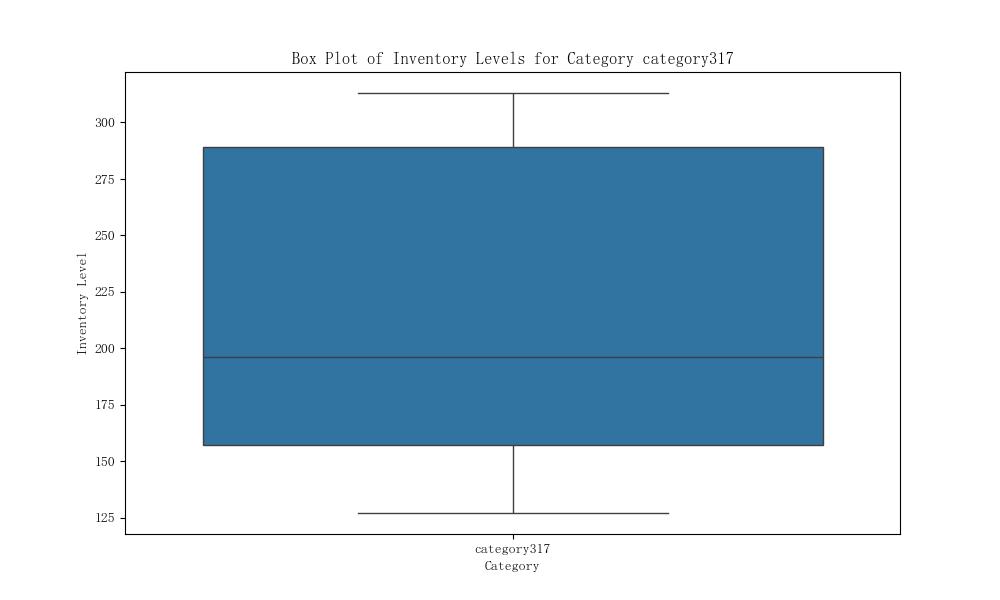 Box Plot of Inventory Levels for Category category317
Inventory Level
300
275
250
225
200
175
150
125
category317
Category